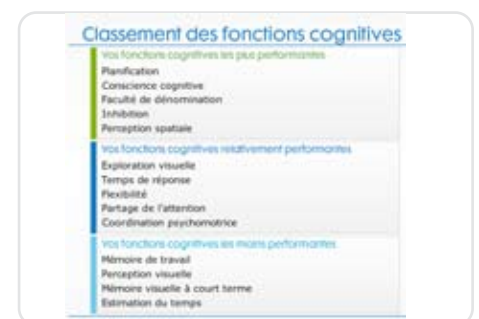 Classement des fonctions cognitives
Vos fonctions cognitives les plus performantes
Planification
Conscience cognitive
Faculté de dénomination
Inhibition
Perception spatiale
Vos fonctions cognitives relativement performantes
Exploration visuelle
Temps de réponse
Flexibilité
Partage de l'attention
Coordination psychomotrice
Vos fonctions cognitives les moins performantes
Mémoire de travail
Perception visuelle
Mémoire visuelle à court terme
Estimation du temps